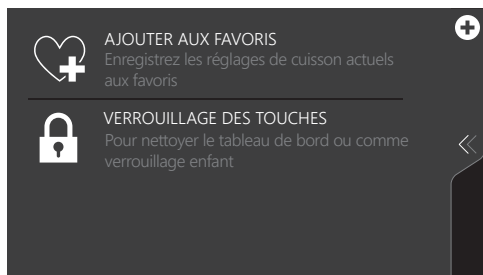 AJOUTER AUX FAVORIS
Enregistrez les réglages de cuisson actuels
aux favoris
VERROUILLAGE DES TOUCHES
Pour nettoyer le tableau de bord ou comme
verrouillage enfant